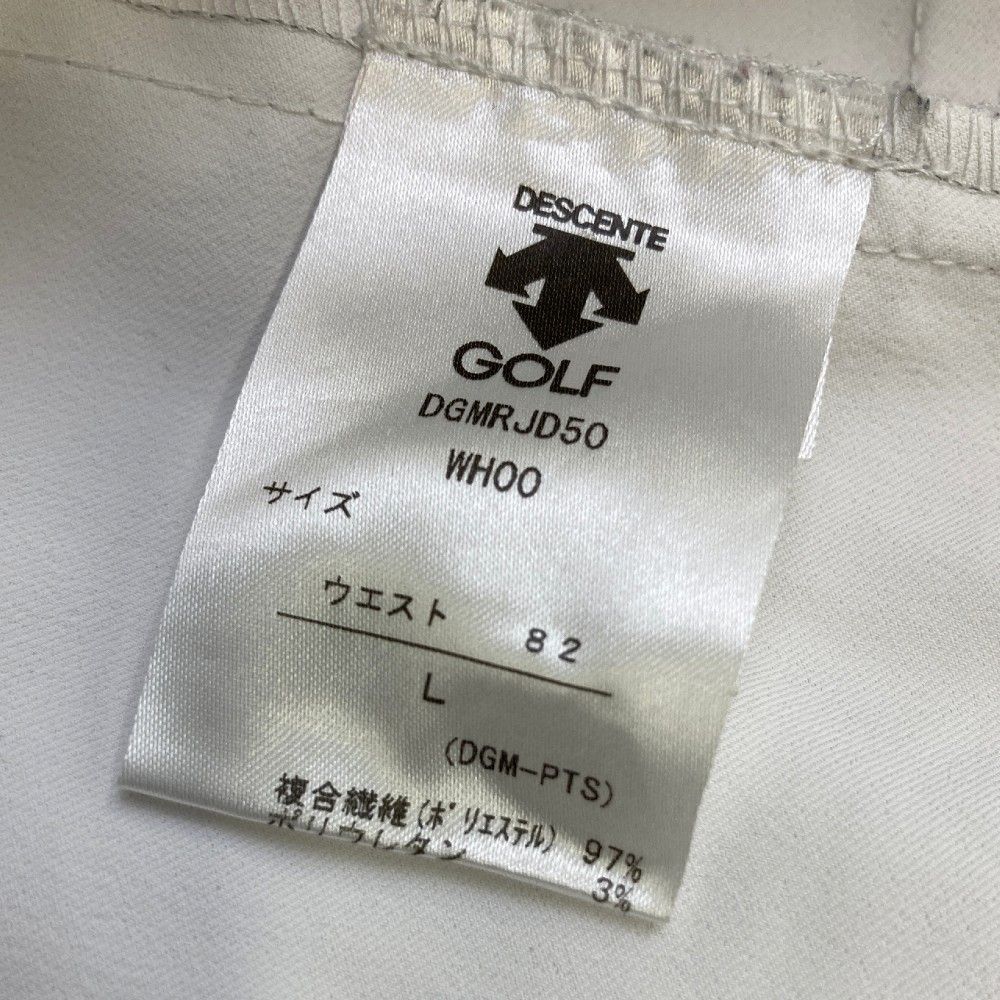 DESCENTE
GOLF
DGMRJD50
WH00
サイズ
ウエスト 82
L
(DGM-PTS)
複合繊維(ポリエステル) 97%
ポリウレタン 3%